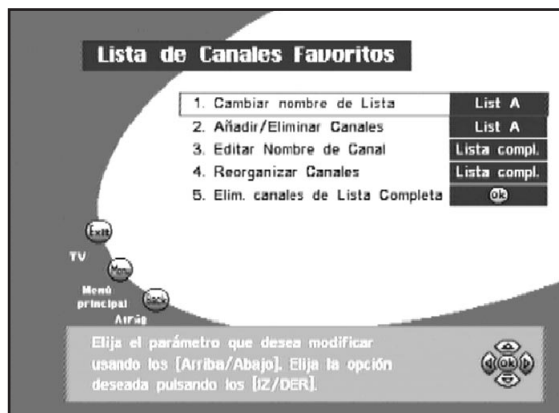 Lista de Canales Favoritos
1. Cambiar nombre de Lista List A
2. Añadir/Eliminar Canales List A
3. Editar Nombre de Canal Lista compl.
4. Reorganizar Canales Lista compl.
5. Elim. canales de Lista Completa ok
Exit
TV
Menu
Menú
principal
Back
Atrás
Elija el parámetro que desea modificar
usando los [Arriba/Abajo]. Elija la opción
deseada pulsando los [IZ/DER].
ok